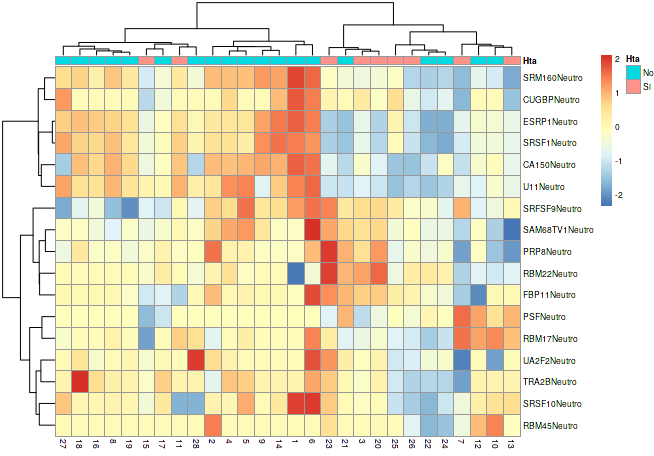 Hta
SRM160Neutro
CUGBPNeutro
ESRP1Neutro
SRSF1Neutro
CA150Neutro
U11Neutro
SRFSF9Neutro
SAM68TV1Neutro
PRP8Neutro
RBM22Neutro
FBP11Neutro
PSFNeutro
RBM17Neutro
UA2F2Neutro
TRA2BNeutro
SRSF10Neutro
RBM45Neutro
27 18 16 8 19 15 17 11 28 2 4 5 9 14 1 6 23 21 3 20 25 26 22 24 7 12 10 13
2
1
0
-1
-2
Hta
No
SI